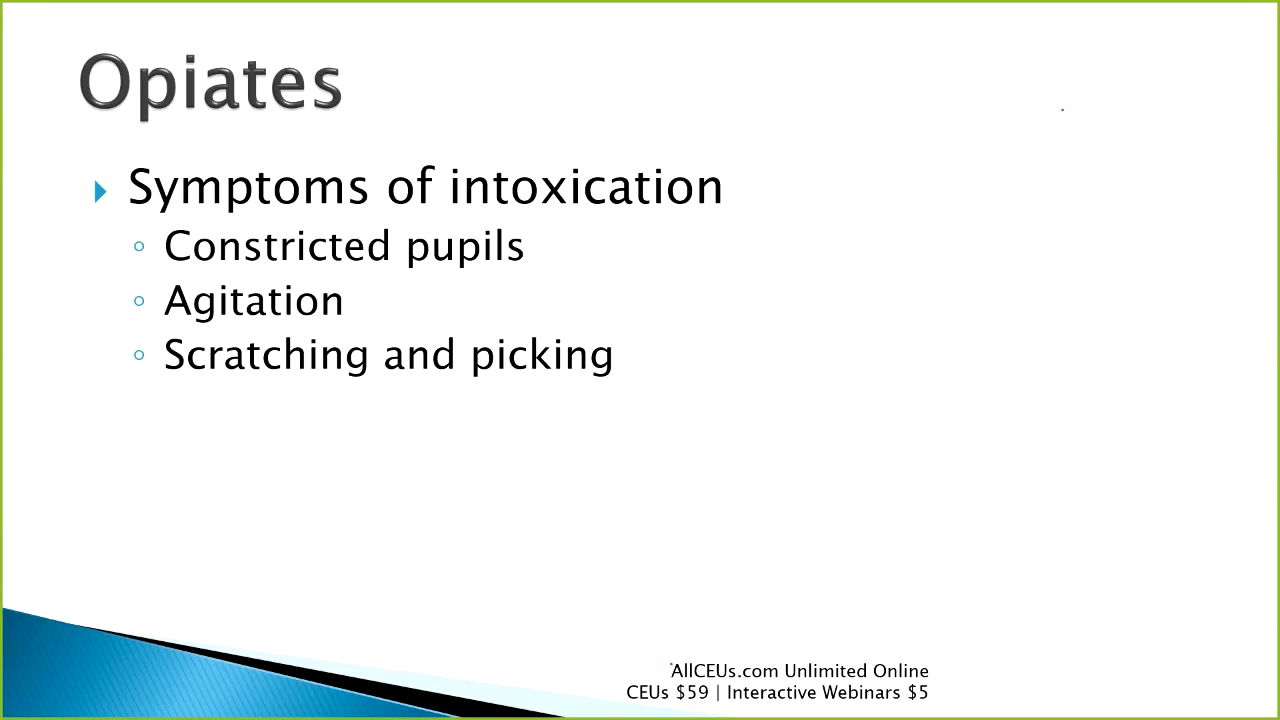 Opiates
Symptoms of intoxication
Constricted pupils
Agitation
Scratching and picking
AllCEUs.com Unlimited Online
CEUs $59 | Interactive Webinars $5